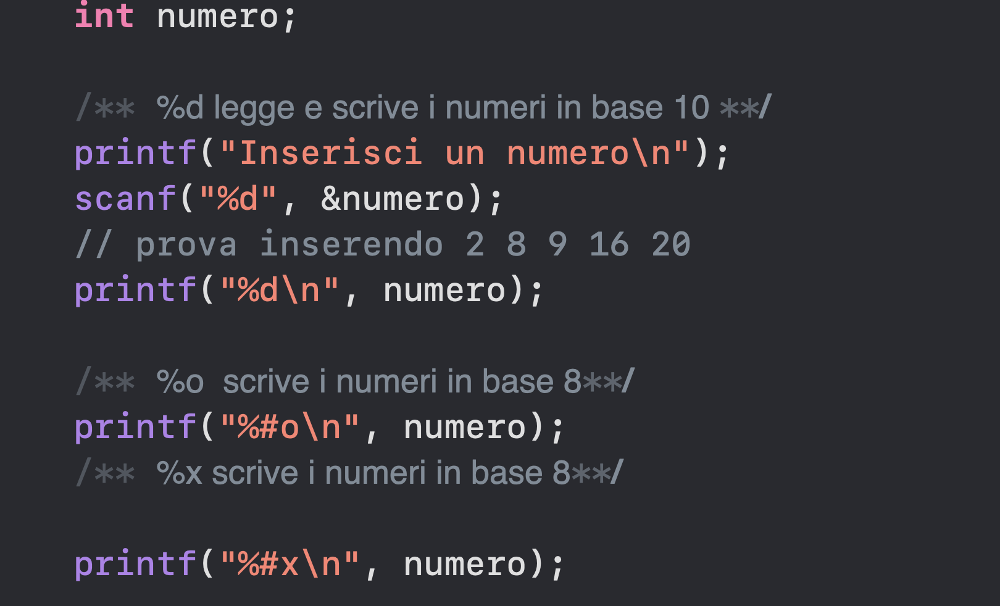 int numero;
/** %d legge e scrive i numeri in base 10 **/
printf("Inserisci un numero\n");
scanf("%d", &numero);
// prova inserendo 2 8 9 16 20
printf("%d\n", numero);
/** %o  scrive i numeri in base 8**/
printf("%#o\n", numero);
/** %x scrive i numeri in base 8**/
printf("%#x\n", numero);